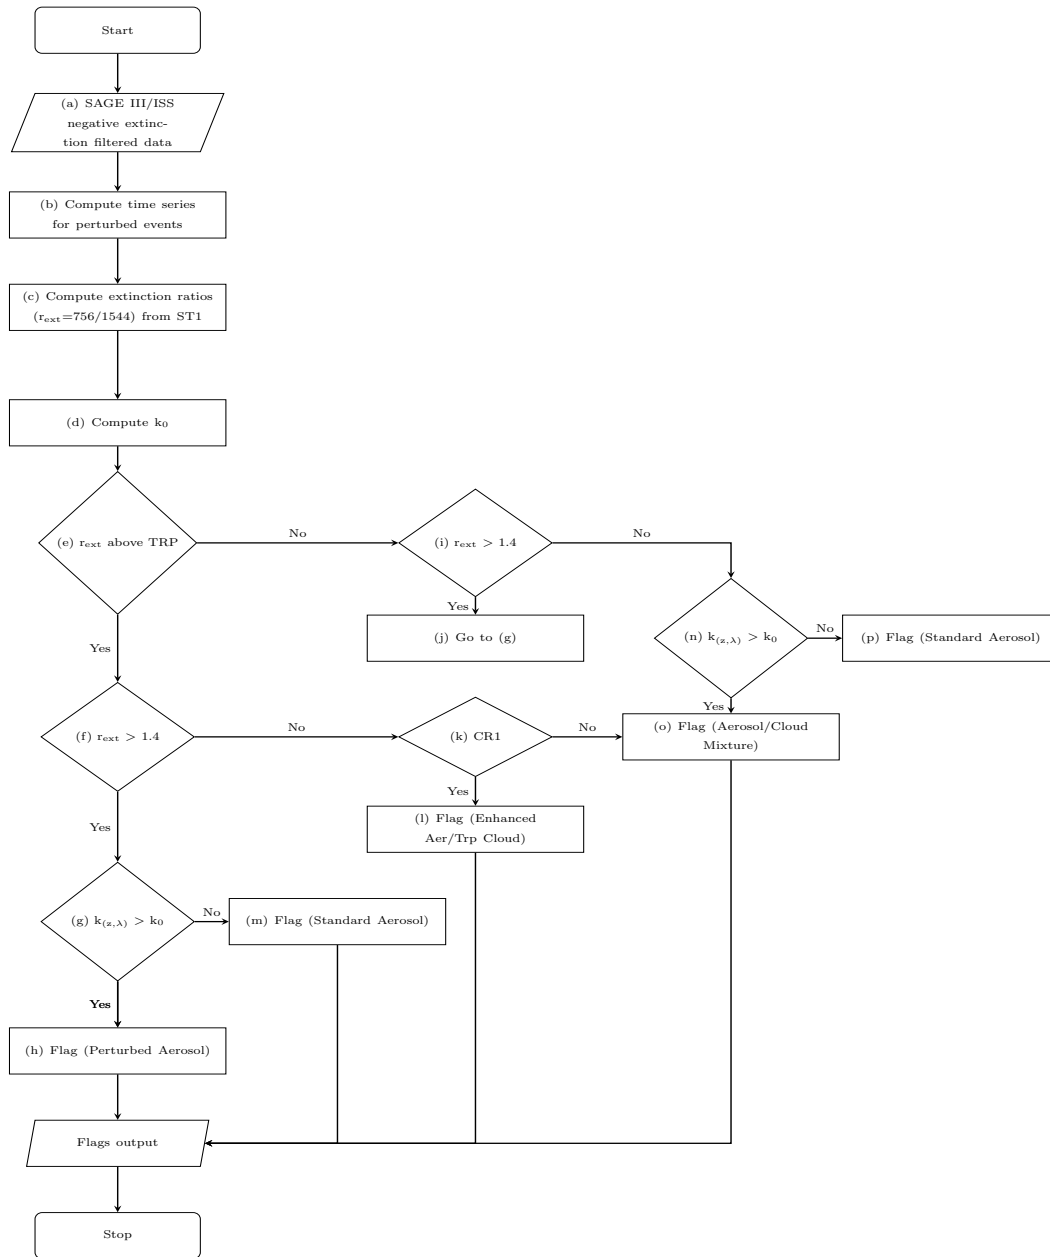 Start
(a) SAGE III/ISS
negative extinc-
tion filtered data
(b) Compute time series
for perturbed events
(c) Compute extinction ratios
(r_ext=756/1544) from ST1
(d) Compute k₀
(e) r_ext above TRP
No
(i) r_ext > 1.4
No
Yes
(j) Go to (g)
(n) k_(z,λ) > k₀
No
(p) Flag (Standard Aerosol)
Yes
Yes
(f) r_ext > 1.4
No
(k) CR1
No
(o) Flag (Aerosol/Cloud
Mixture)
Yes
(l) Flag (Enhanced
Aer/Trp Cloud)
Yes
(g) k_(z,λ) > k₀
No
(m) Flag (Standard Aerosol)
Yes
(h) Flag (Perturbed Aerosol)
Flags output
Stop